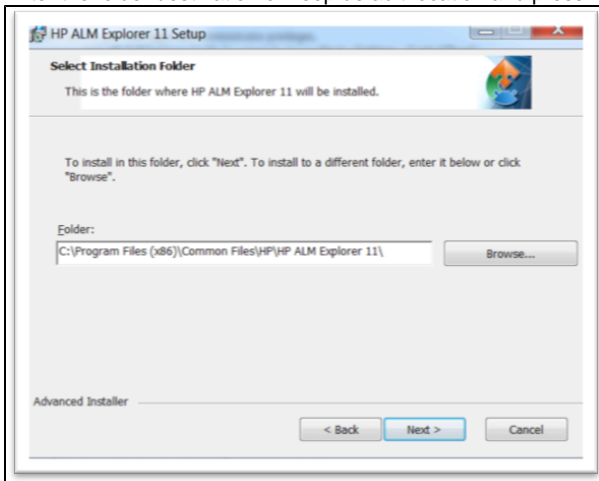 HP ALM Explorer 11 Setup
Select Installation Folder
This is the folder where HP ALM Explorer 11 will be installed.
To install in this folder, click "Next". To install to a different folder, enter it below or click
"Browse".
Folder:
C:\Program Files (x86)\Common Files\HP\HP ALM Explorer 11\
Browse...
Advanced Installer
< Back
Next >
Cancel